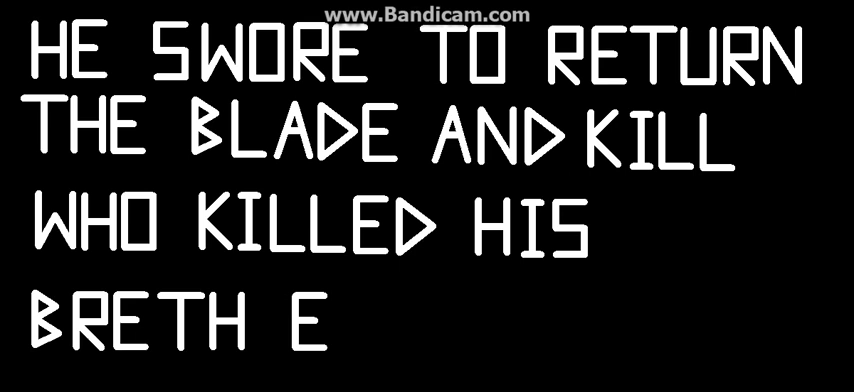 www.Bandicam.com
HE SWORE TO RETURN
THE BLADE AND KILL
WHO KILLED HIS
BRETH E